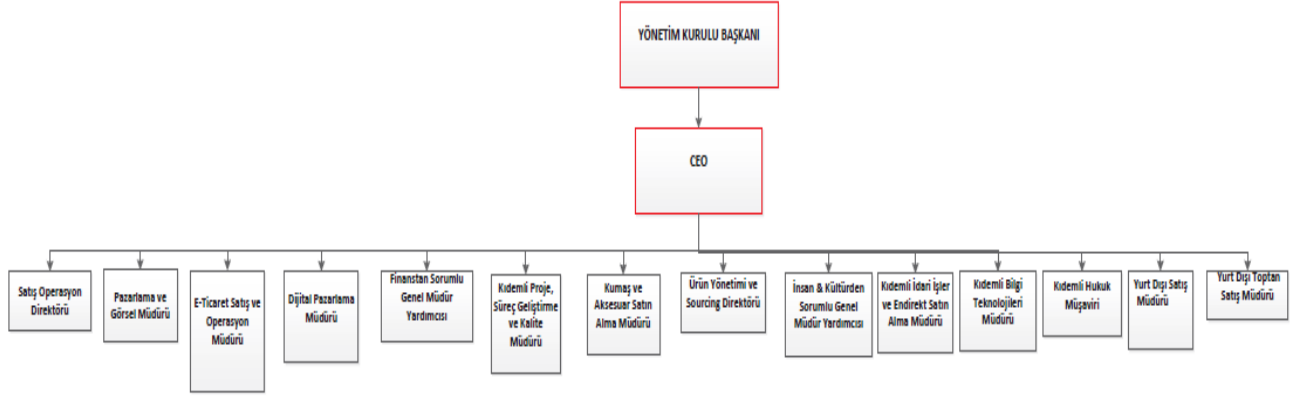 YÖNETİM KURULU BAŞKANI
CEO
Satış Operasyon
Direktörü
Pazarlama ve
Görsel Müdürü
E-Ticaret Satış ve
Operasyon
Müdürü
Dijital Pazarlama
Müdürü
Finanstan Sorumlu
Genel Müdür
Yardımcısı
Kıdemli Proje,
Süreç Geliştirme
ve Kalite
Müdürü
Kumaş ve
Aksesuar Satın
Alma Müdürü
Ürün Yönetimi ve
Sourcing Direktörü
İnsan & Kültürden
Sorumlu Genel
Müdür Yardımcısı
Kıdemli İdari İşler
ve Endirekt Satın
Alma Müdürü
Kıdemli Bilgi
Teknolojileri
Müdürü
Kıdemli Hukuk
Müşaviri
Yurt Dışı Satış
Müdürü
Yurt Dışı Toptan
Satış Müdürü